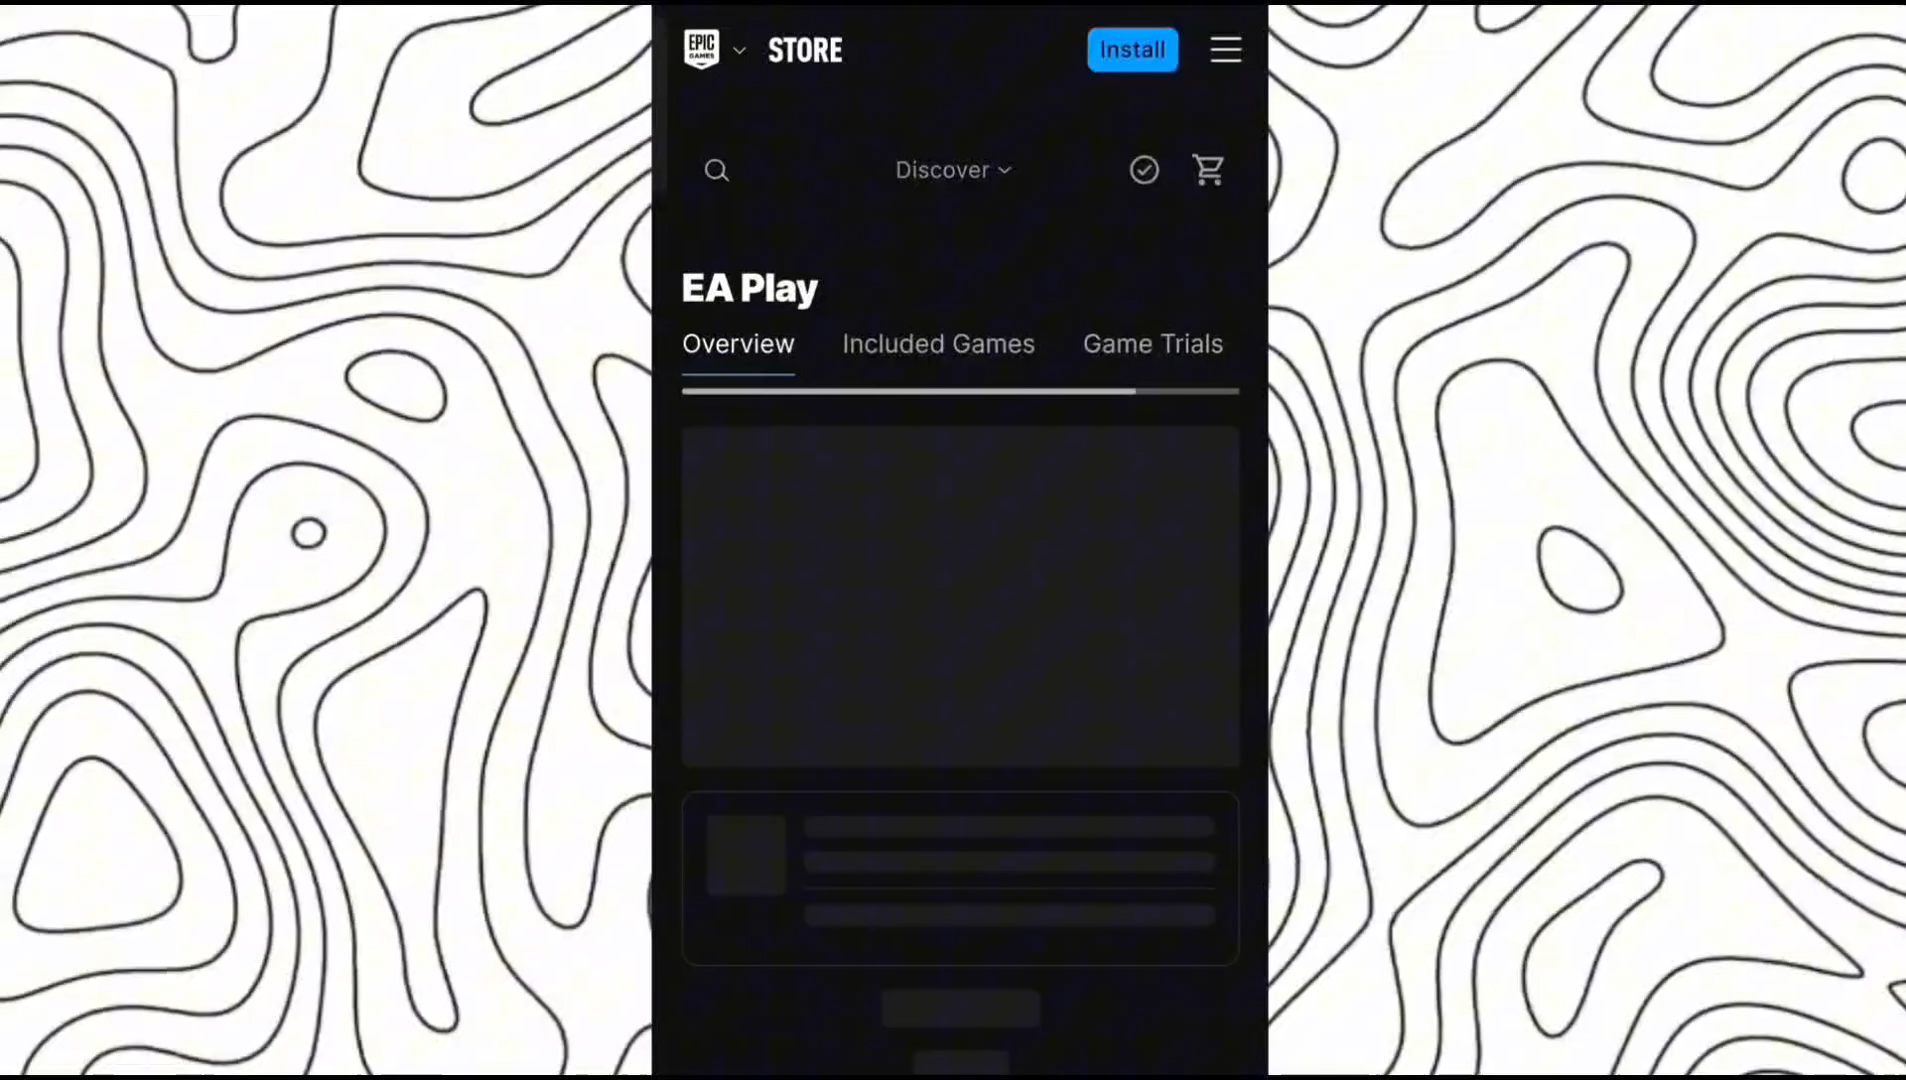 EPIC
GAMES
STORE
Install
Discover
EA Play
Overview
Included Games
Game Trials